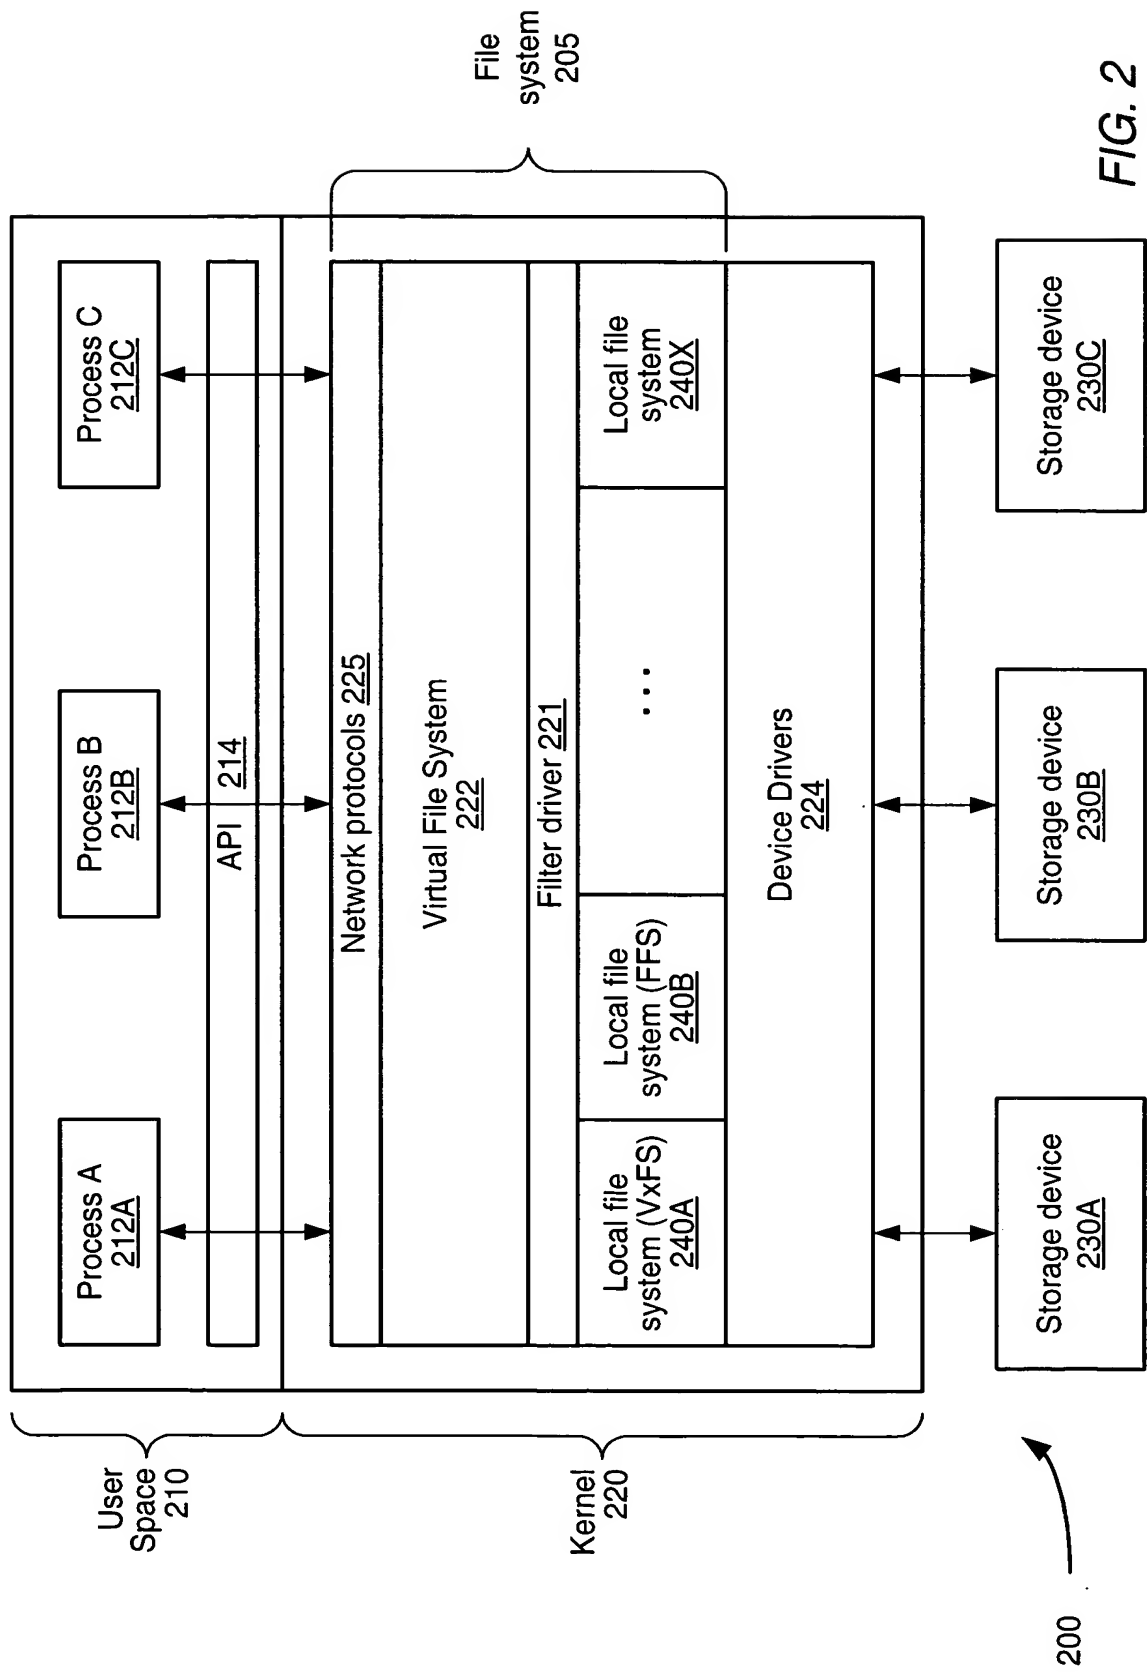 User
Space
210
Process A
212A
Process B
212B
Process C
212C
API 214
Kernel
220
Network protocols 225
Virtual File System
222
Filter driver 221
Local file
system (VxFS)
240A
Local file
system (FFS)
240B
...
Local file
system
240X
Device Drivers
224
File
system
205
Storage device
230A
Storage device
230B
Storage device
230C
200
FIG. 2